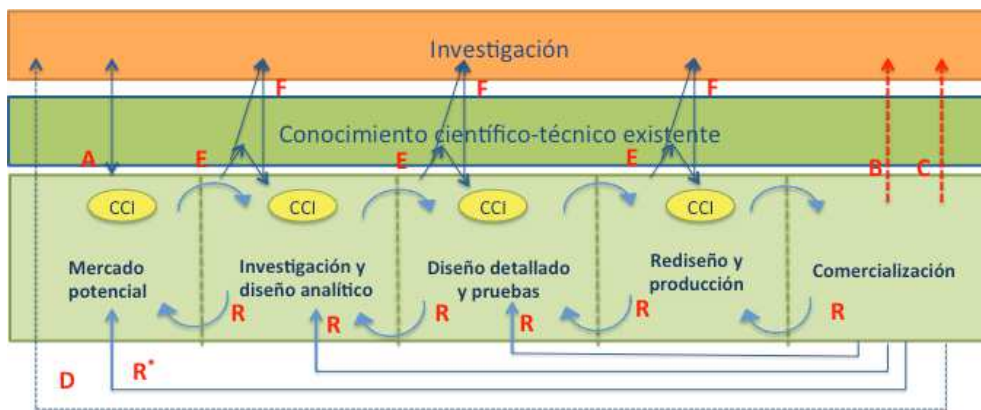 Investigación
F
F
F
Conocimiento científico-técnico existente
A
E
E
E
B
C
CCI
CCI
CCI
CCI
Mercado
potencial
Investigación y
diseño analítico
Diseño detallado
y pruebas
Rediseño y
producción
Comercialización
R
R
R
R
R
R
D
R*